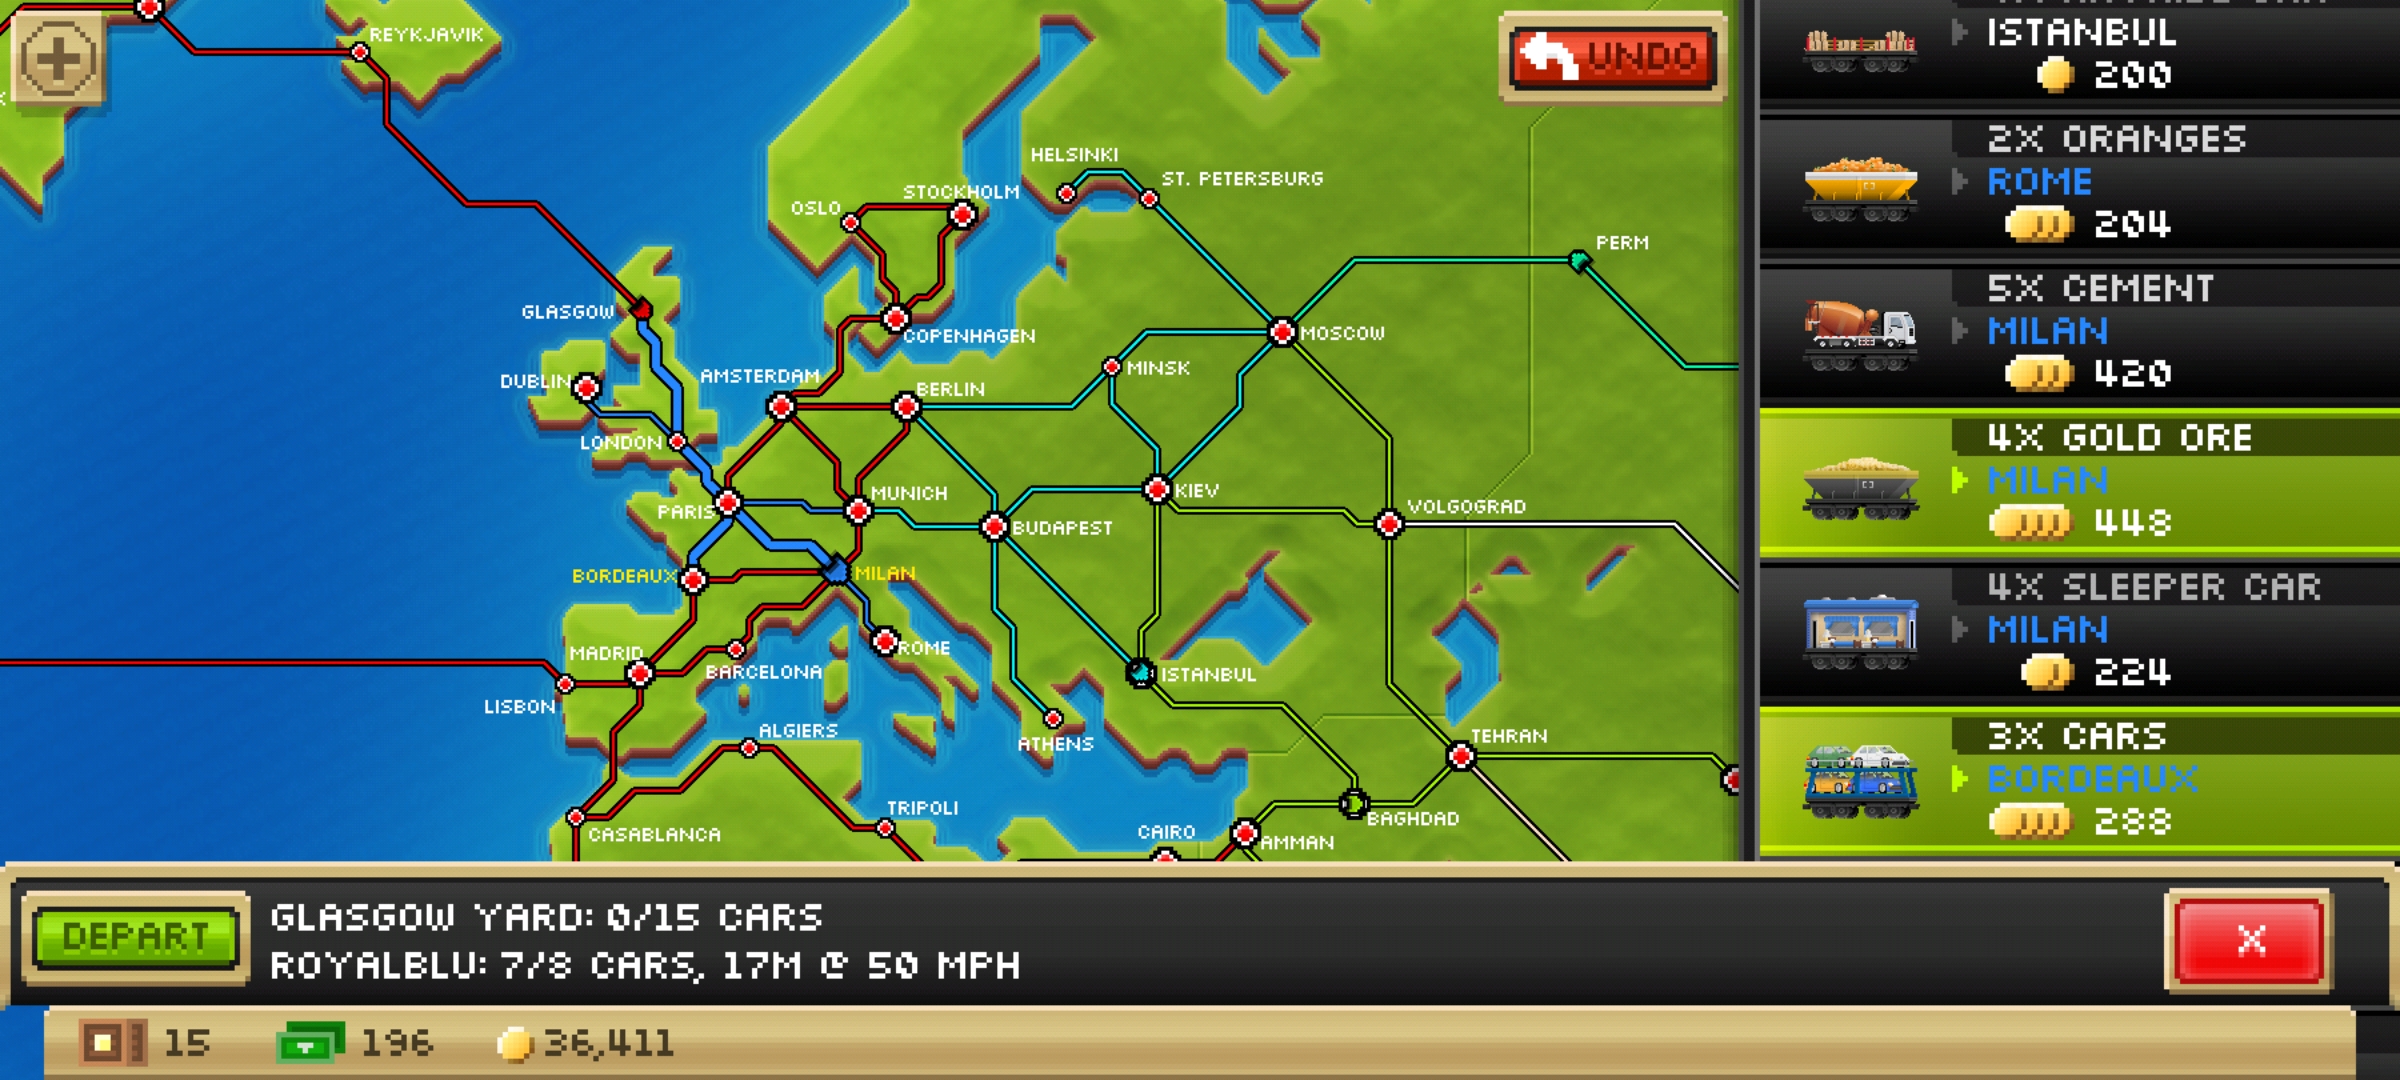 REYKJAVIK
UNDO
HELSINKI
ST. PETERSBURG
STOCKHOLM
OSLO
PERM
GLASGOW
COPENHAGEN
MOSCOW
DUBLIN
AMSTERDAM
BERLIN
MINSK
LONDON
PARIS
MUNICH
KIEV
VOLGOGRAD
BUDAPEST
BORDEAUX
MILAN
MADRID
BARCELONA
ROME
ISTANBUL
LISBON
ALGIERS
ATHENS
TEHRAN
CASABLANCA
TRIPOLI
CAIRO
AMMAN
BAGHDAD
ISTANBUL
200
2X ORANGES
ROME
204
5X CEMENT
MILAN
420
4X GOLD ORE
MILAN
448
4X SLEEPER CAR
MILAN
224
3X CARS
BORDEAUX
288
DEPART
GLASGOW YARD: 0/15 CARS
ROYALBLU: 7/8 CARS, 17M @ 50 MPH
X
15
196
36,411